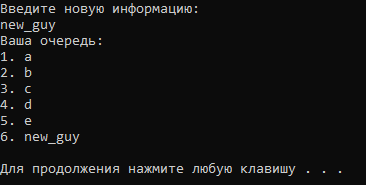 Введите новую информацию:
new_guy
Ваша очередь:
1. a
2. b
3. c
4. d
5. e
6. new_guy
Для продолжения нажмите любую клавишу . . .